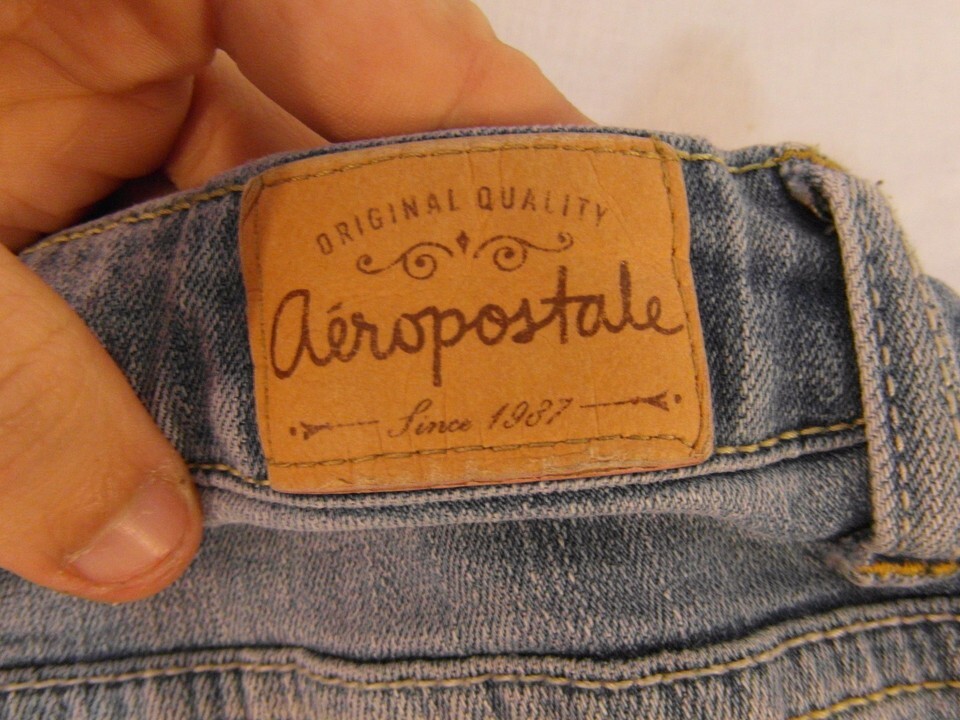 ORIGINAL QUALITY
Aéropostale
Since 1987